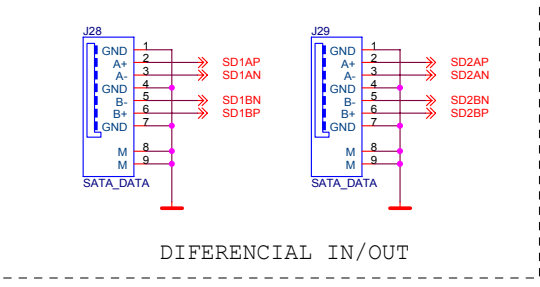 J28
GND 1
A+ 2 SD1AP
A- 3 SD1AN
GND 4
B- 5 SD1BN
B+ 6 SD1BP
GND 7
M 8
M 9
SATA_DATA
J29
GND 1
A+ 2 SD2AP
A- 3 SD2AN
GND 4
B- 5 SD2BN
B+ 6 SD2BP
GND 7
M 8
M 9
SATA_DATA
DIFERENCIAL IN/OUT